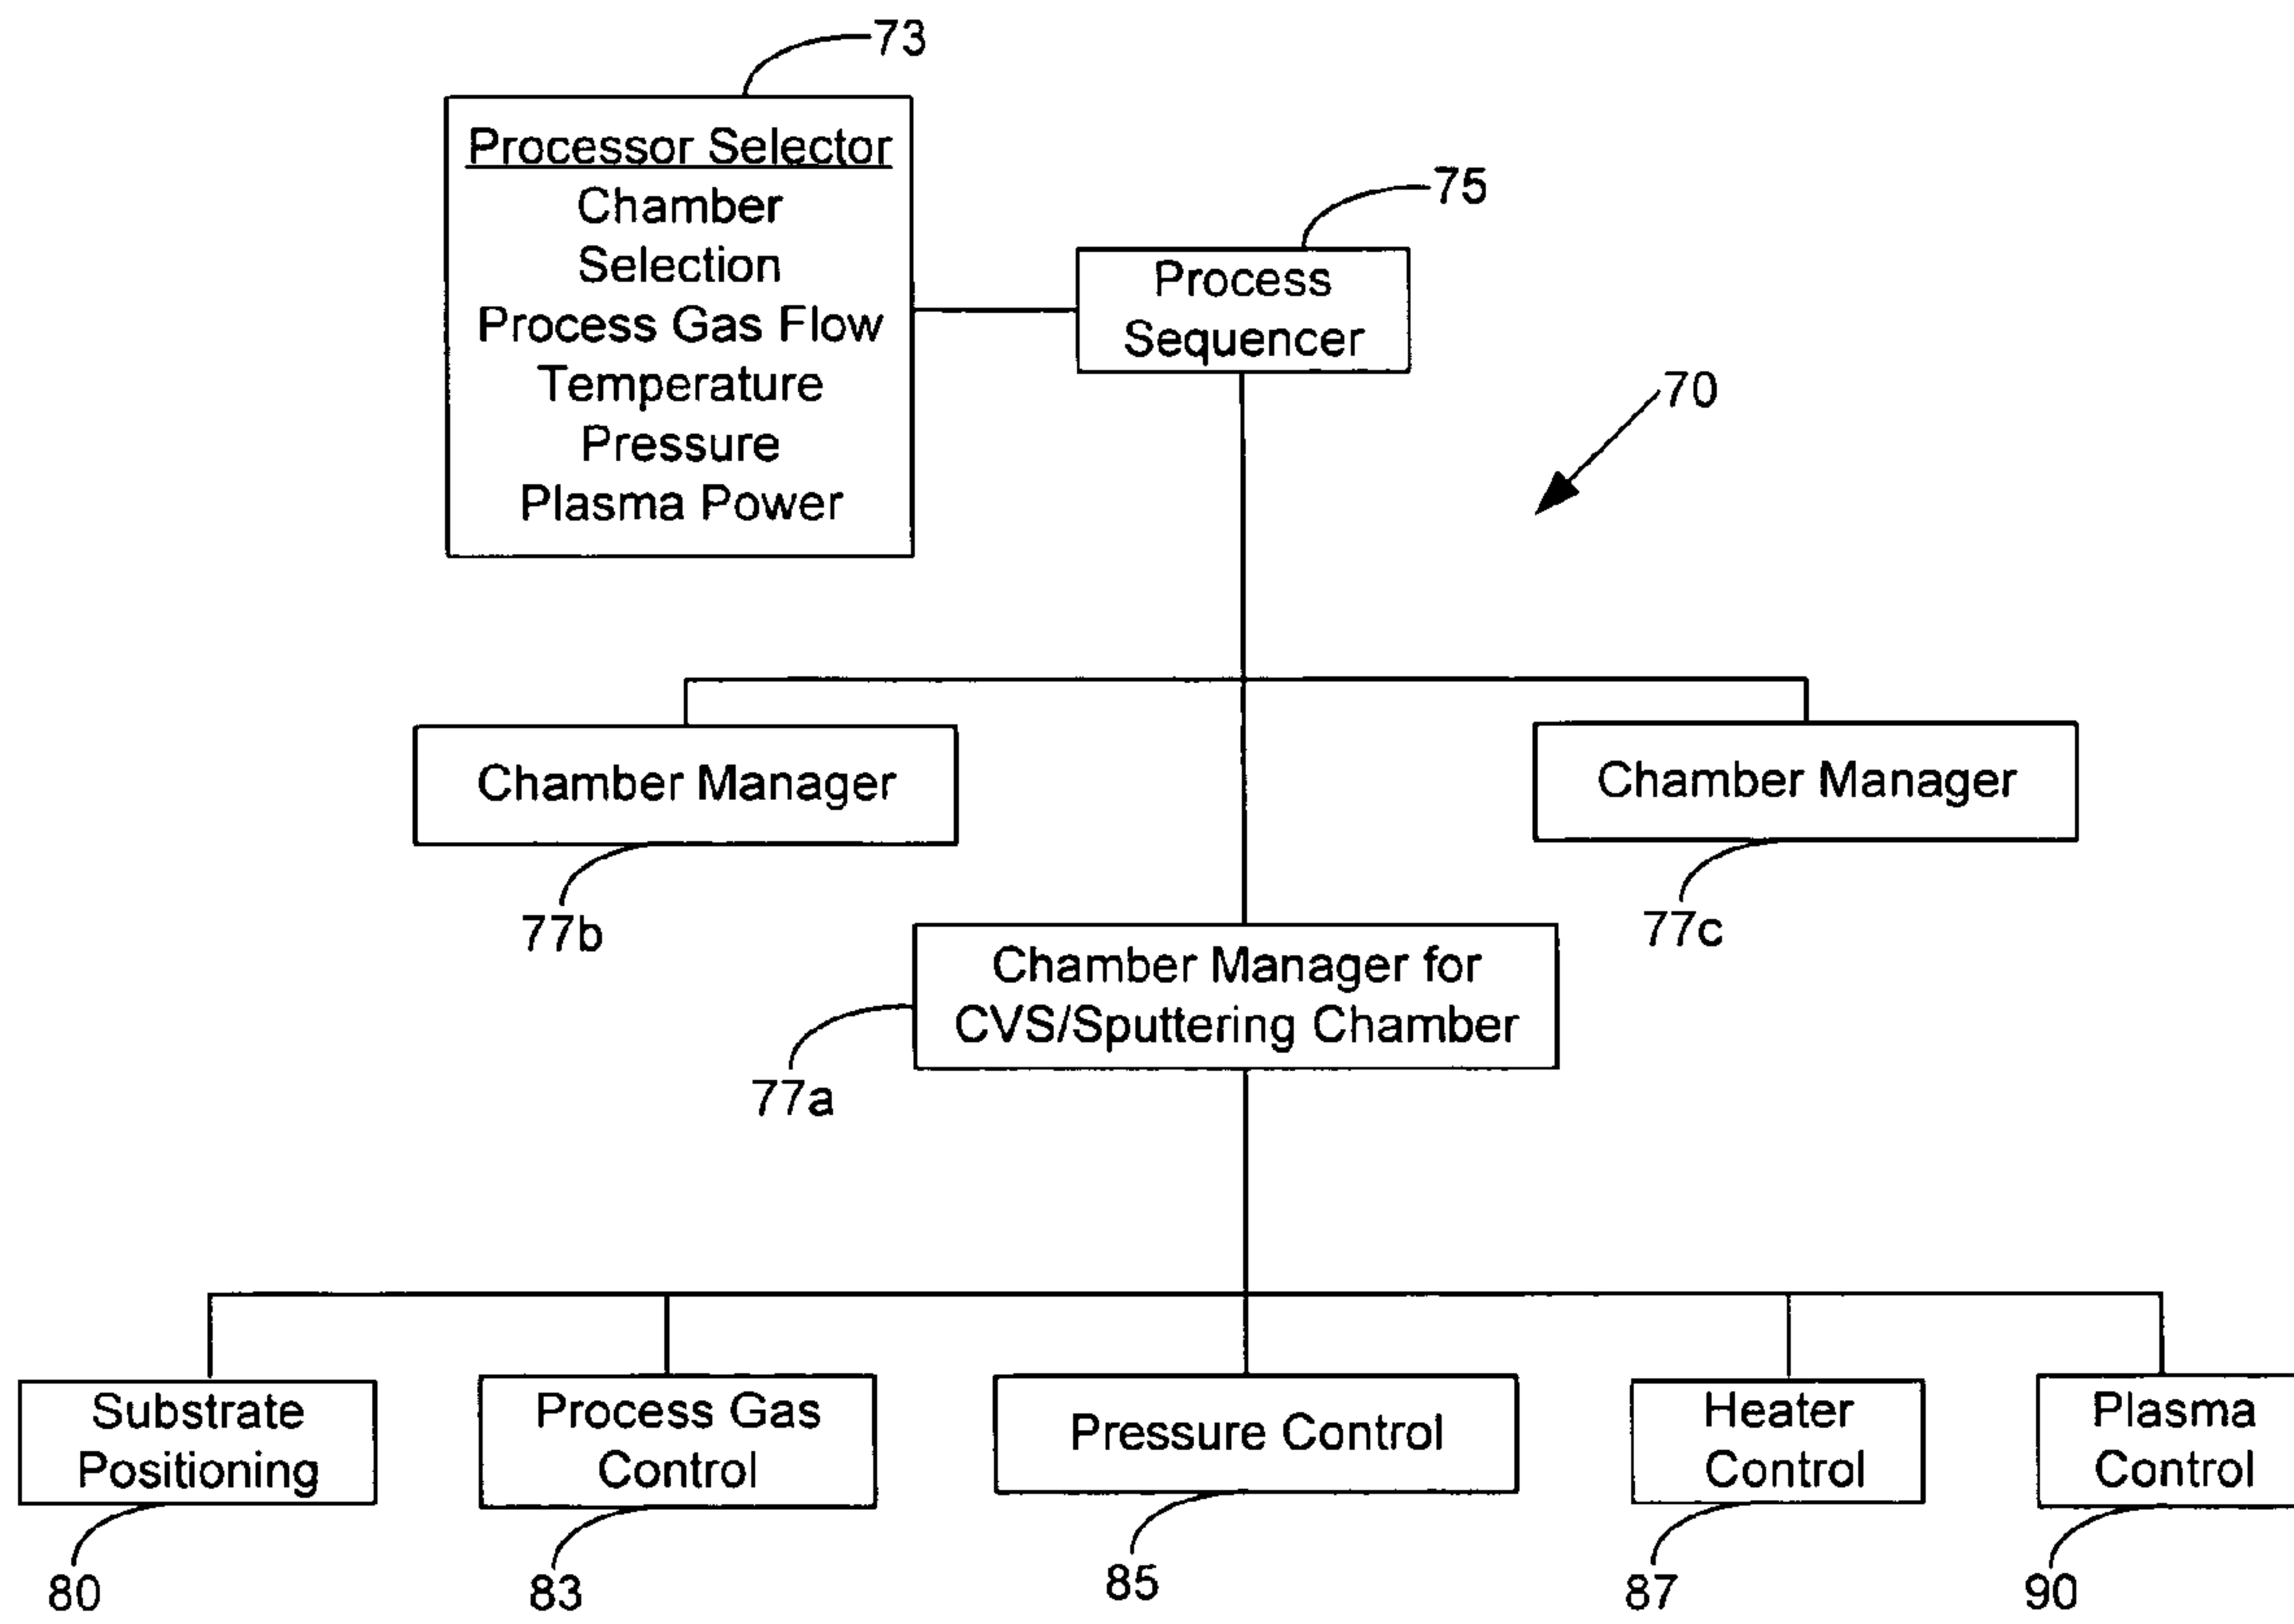 73
Processor Selector
Chamber
Selection
Process Gas Flow
Temperature
Pressure
Plasma Power
75
Process
Sequencer
70
Chamber Manager
77b
Chamber Manager
77c
Chamber Manager for
CVS/Sputtering Chamber
77a
Substrate
Positioning
80
Process Gas
Control
83
Pressure Control
85
Heater
Control
87
Plasma
Control
90